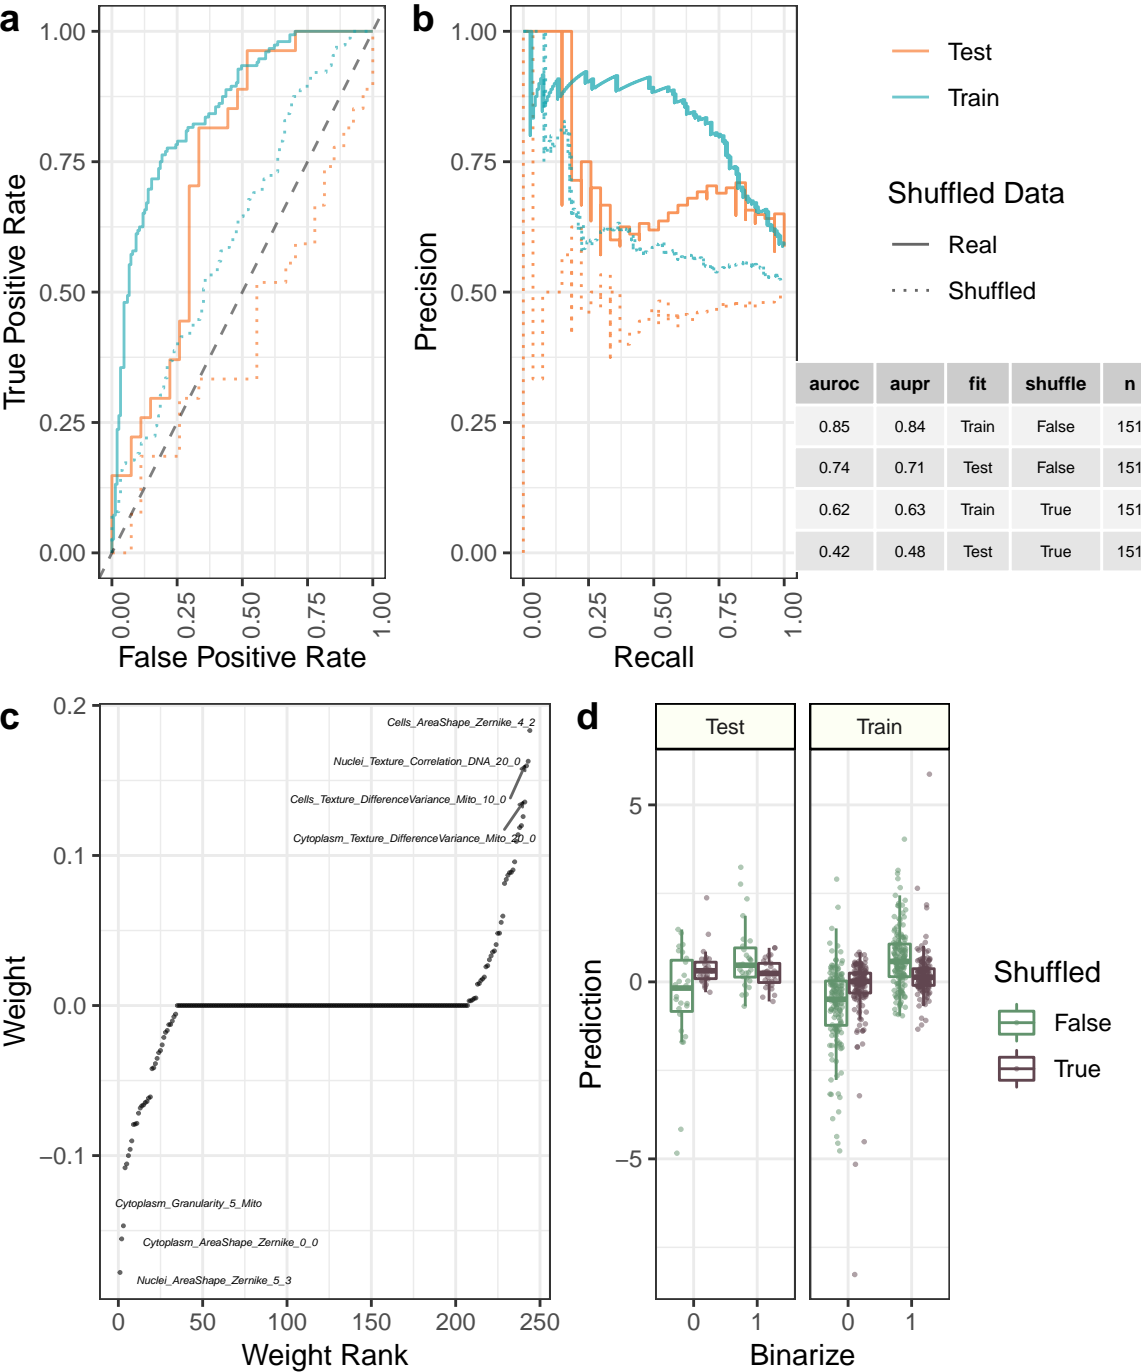 a
True Positive Rate
1.00
0.75
0.50
0.25
0.00
0.00 0.25 0.50 0.75 1.00
False Positive Rate
b
Precision
1.00
0.75
0.50
0.25
0.00
0.00 0.25 0.50 0.75 1.00
Recall
Test
Train
Shuffled Data
Real
Shuffled
auroc aupr fit shuffle n
0.85 0.84 Train False 151
0.74 0.71 Test False 151
0.62 0.63 Train True 151
0.42 0.48 Test True 151
c
Weight
0.2
0.1
0.0
−0.1
Cells_AreaShape_Zernike_4_2
Nuclei_Texture_Correlation_DNA_20_0
Cells_Texture_DifferenceVariance_Mito_10_0
Cytoplasm_Texture_DifferenceVariance_Mito_20_0
Cytoplasm_Granularity_5_Mito
Cytoplasm_AreaShape_Zernike_0_0
Nuclei_AreaShape_Zernike_5_3
0 50 100 150 200 250
Weight Rank
d
Test Train
Prediction
5
0
−5
0 1 0 1
Binarize
Shuffled
False
True